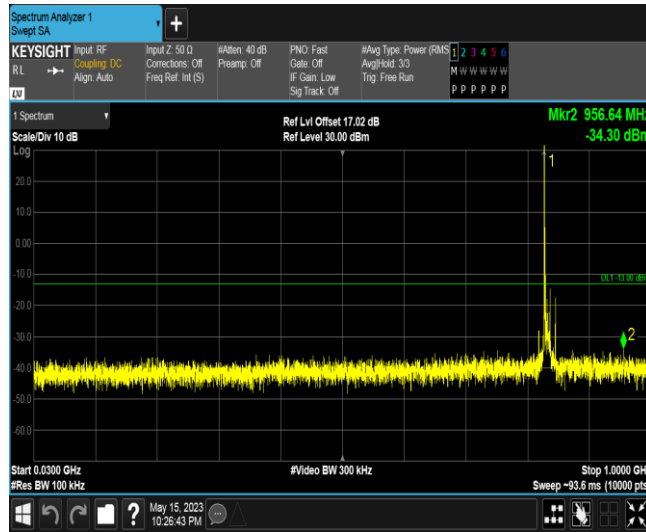 Spectrum Analyzer 1
Swept SA
+
KEYSIGHT
RL
LXI
Input: RF
Coupling: DC
Align: Auto
Input Z: 50 Ω
Corrections: Off
Freq Ref: Int (S)
#Atten: 40 dB
Preamp: Off
PNO: Fast
Gate: Off
IF Gain: Low
Sig Track: Off
#Avg Type: Power (RMS
Avg|Hold: 3/3
Trig: Free Run
1 2 3 4 5 6
M W W W W W
P P P P P P
1 Spectrum
Scale/Div 10 dB
Log
Ref Lvl Offset 17.02 dB
Ref Level 30.00 dBm
Mkr2 956.64 MHz
-34.30 dBm
1
20.0
10.0
0.00
-10.0
DL1 -13.00 dBm
-20.0
-30.0
2
-40.0
-50.0
-60.0
Start 0.0300 GHz
#Res BW 100 kHz
#Video BW 300 kHz
Stop 1.0000 GH
Sweep ~93.6 ms (10000 pts
?
May 15, 2023
10:26:43 PM